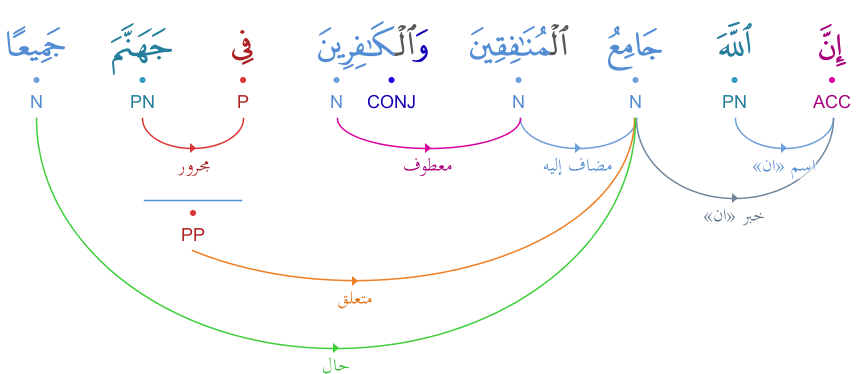 إِنَّ ٱللَّهَ جَامِعُ ٱلْمُنَـٰفِقِينَ وَٱلْكَـٰفِرِينَ فِى جَهَنَّمَ جَمِيعًا
ACC PN N N CONJ N P PN N
اسم «ان» مضاف إليه معطوف مجرور
خبر «ان»
PP
متعلق
حال